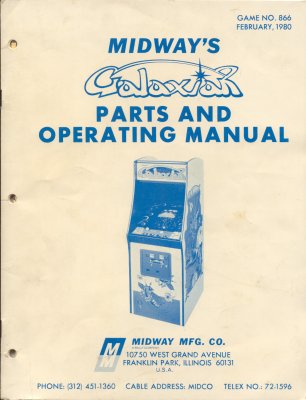 GAME NO. 866
FEBRUARY, 1980
MIDWAY'S
Galaxian
PARTS AND
OPERATING MANUAL
MIDWAY MFG. CO.
10750 WEST GRAND AVENUE
FRANKLIN PARK, ILLINOIS 60131
U.S.A.
PHONE: (312) 451-1360 CABLE ADDRESS: MIDCO TELEX NO.: 72-1596